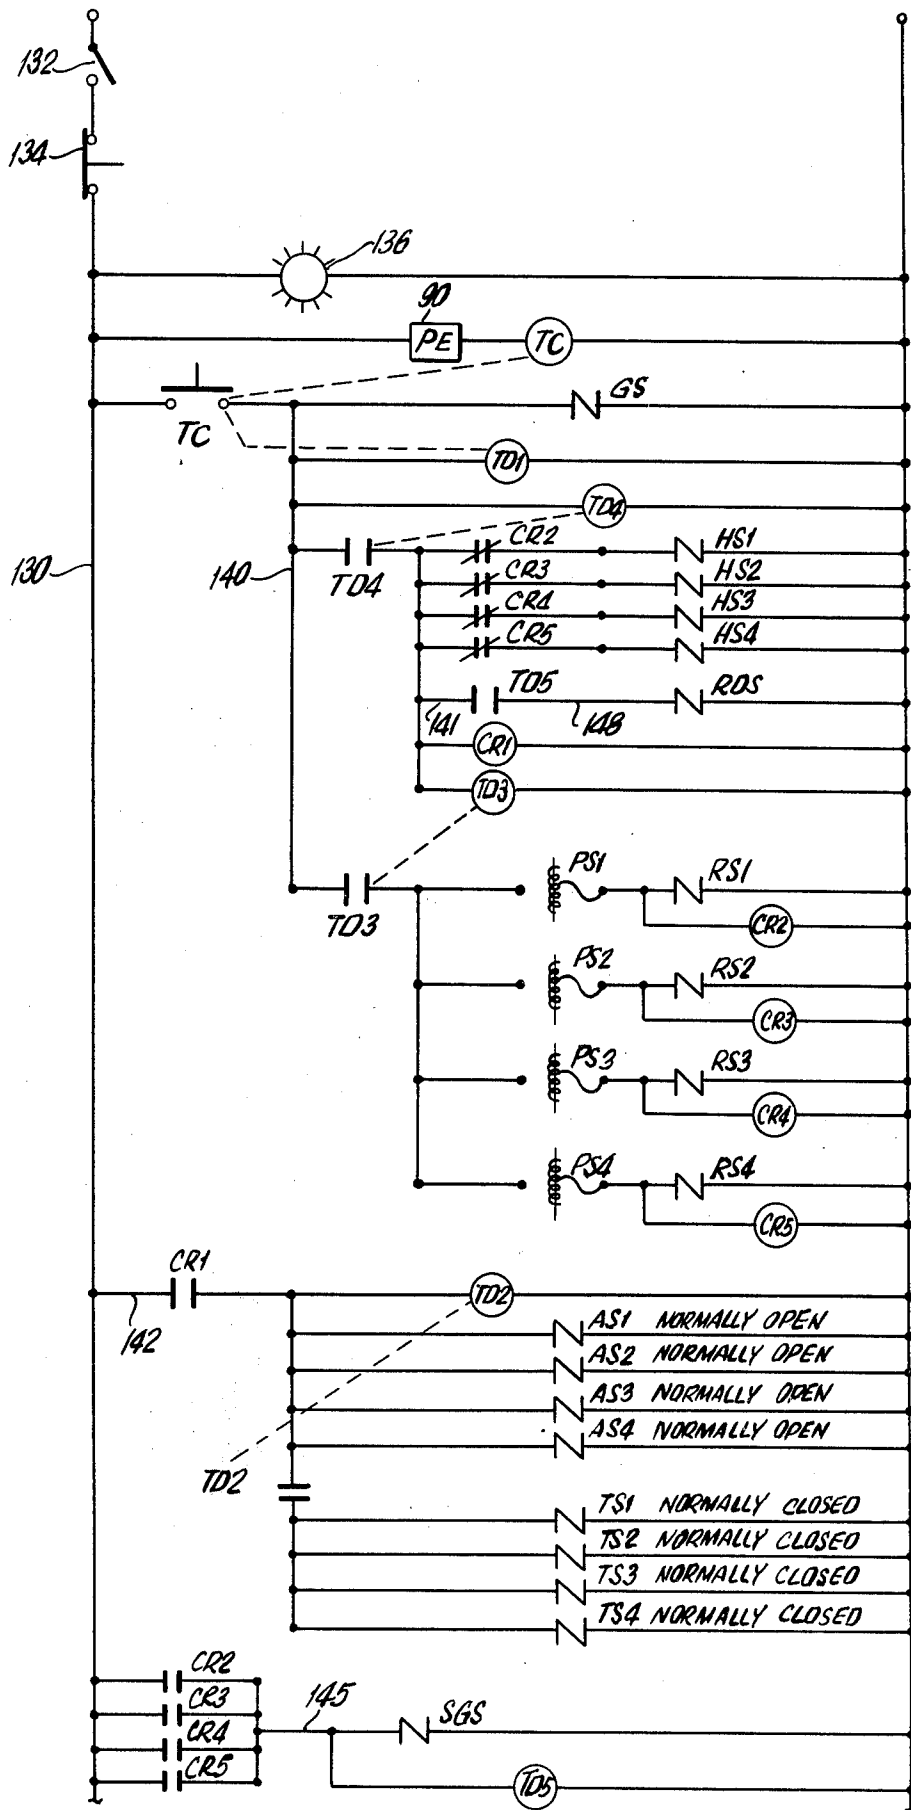 132
134
136
90
PE
TC
GS
TC
TD1
TD4
130
140
TD4
CR2
HS1
CR3
HS2
CR4
HS3
CR5
HS4
TD5
RDS
141
148
CR1
TD3
TD3
PS1
RS1
CR2
PS2
RS2
CR3
PS3
RS3
CR4
PS4
RS4
CR5
CR1
142
TD2
AS1 NORMALLY OPEN
AS2 NORMALLY OPEN
AS3 NORMALLY OPEN
AS4 NORMALLY OPEN
TD2
TS1 NORMALLY CLOSED
TS2 NORMALLY CLOSED
TS3 NORMALLY CLOSED
TS4 NORMALLY CLOSED
CR2
CR3
CR4
CR5
145
SGS
TD5